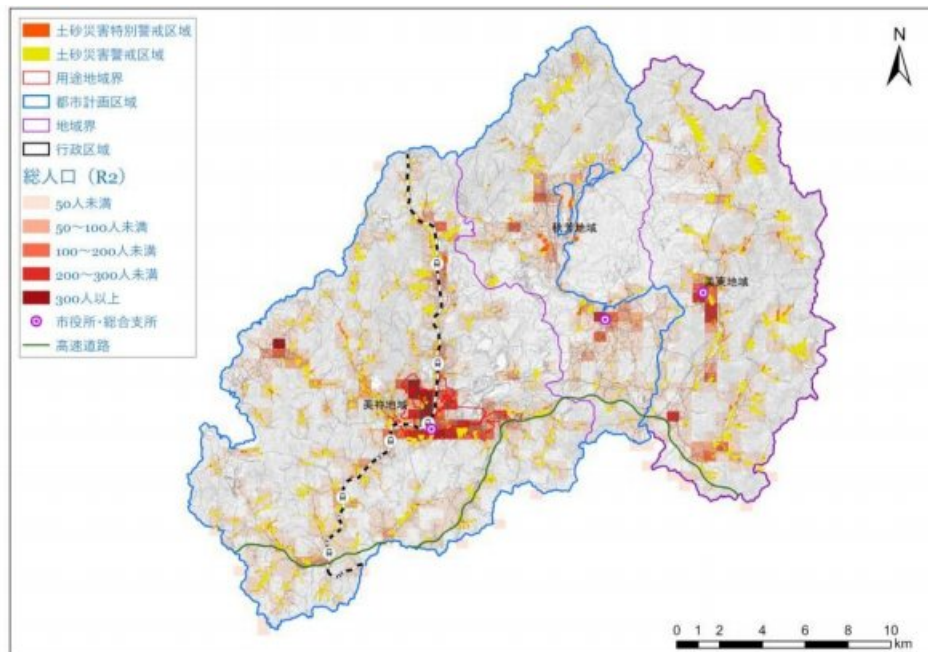 土砂災害特別警戒区域
土砂災害警戒区域
用途地域界
都市計画区域
地域界
行政区域
総人口（R2）
50人未満
50～100人未満
100～200人未満
200～300人未満
300人以上
市役所・総合支所
高速道路
N
秋芳地域
美東地域
美祢地域
0 1 2 4 6 8 10
km